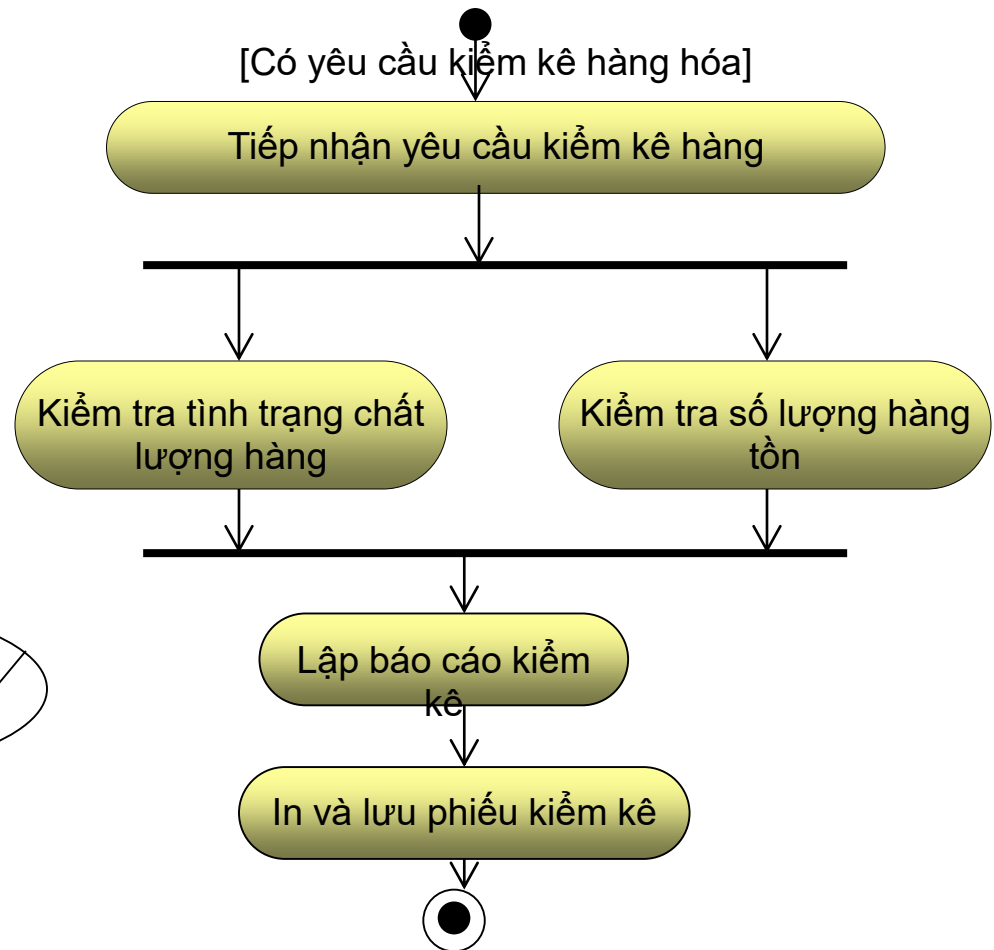 [Có yêu cầu kiểm kê hàng hóa]
Tiếp nhận yêu cầu kiểm kê hàng
Kiểm tra tình trạng chất
lượng hàng
Kiểm tra số lượng hàng
tồn
Lập báo cáo kiểm
kê
In và lưu phiếu kiểm kê